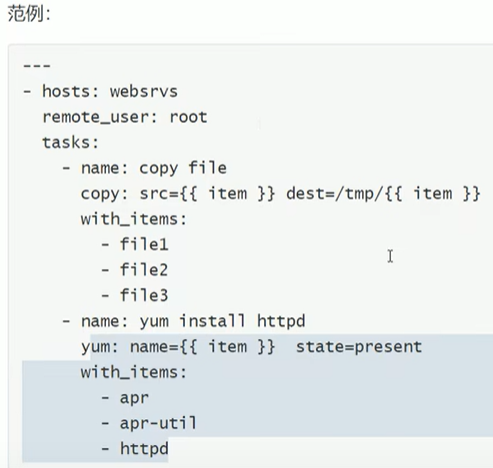 范例:
---
- hosts: websrvs
  remote_user: root
  tasks:
    - name: copy file
      copy: src={{ item }} dest=/tmp/{{ item }}
      with_items:
        - file1
        - file2
        - file3
    - name: yum install httpd
      yum: name={{ item }}  state=present
      with_items:
        - apr
        - apr-util
        - httpd